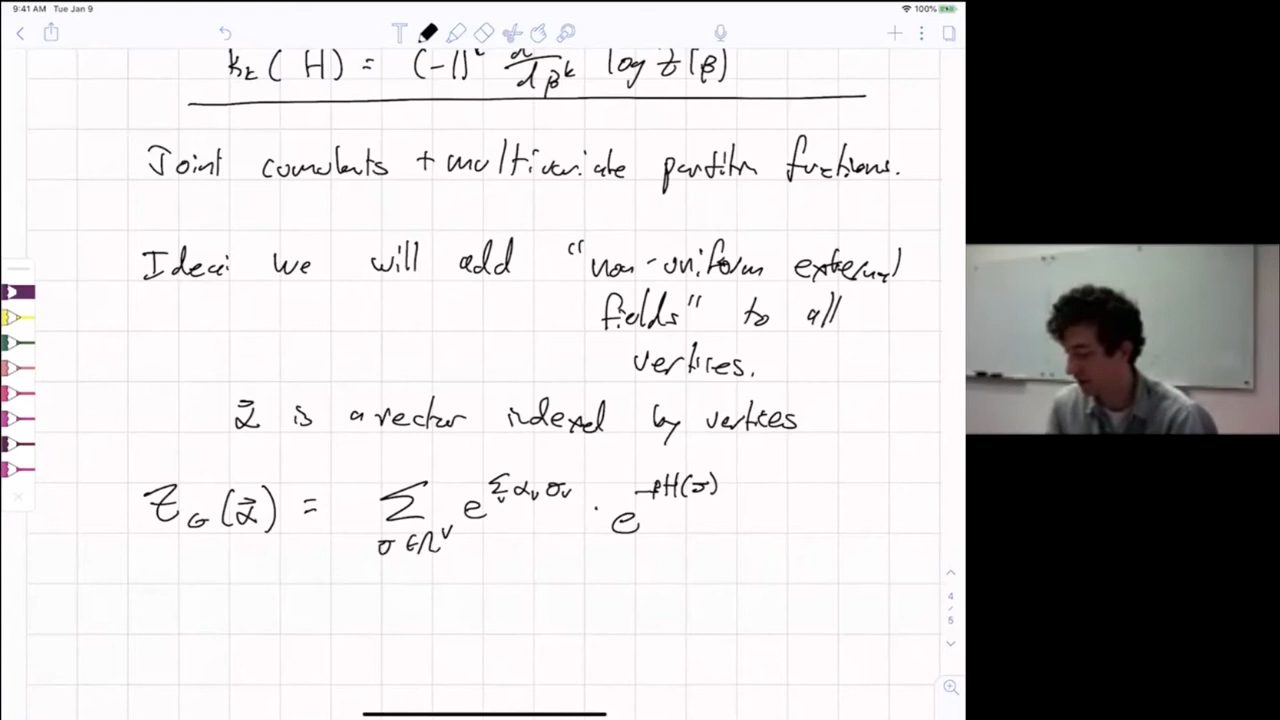 9:41 AM Tue Jan 9
100%
k_k(H) = (-1)^k d^k/dβ^k log Z(β)
Joint cumulants + multivariate partition functions.
Idea: we will add "non-uniform external
fields" to all
vertices.
α⃗ is a vector indexed by vertices
Z_G(α⃗) = Σ_{σ∈Ω^V} e^{Σ_v α_v σ_v} · e^{-βH(σ)}
4
/
5